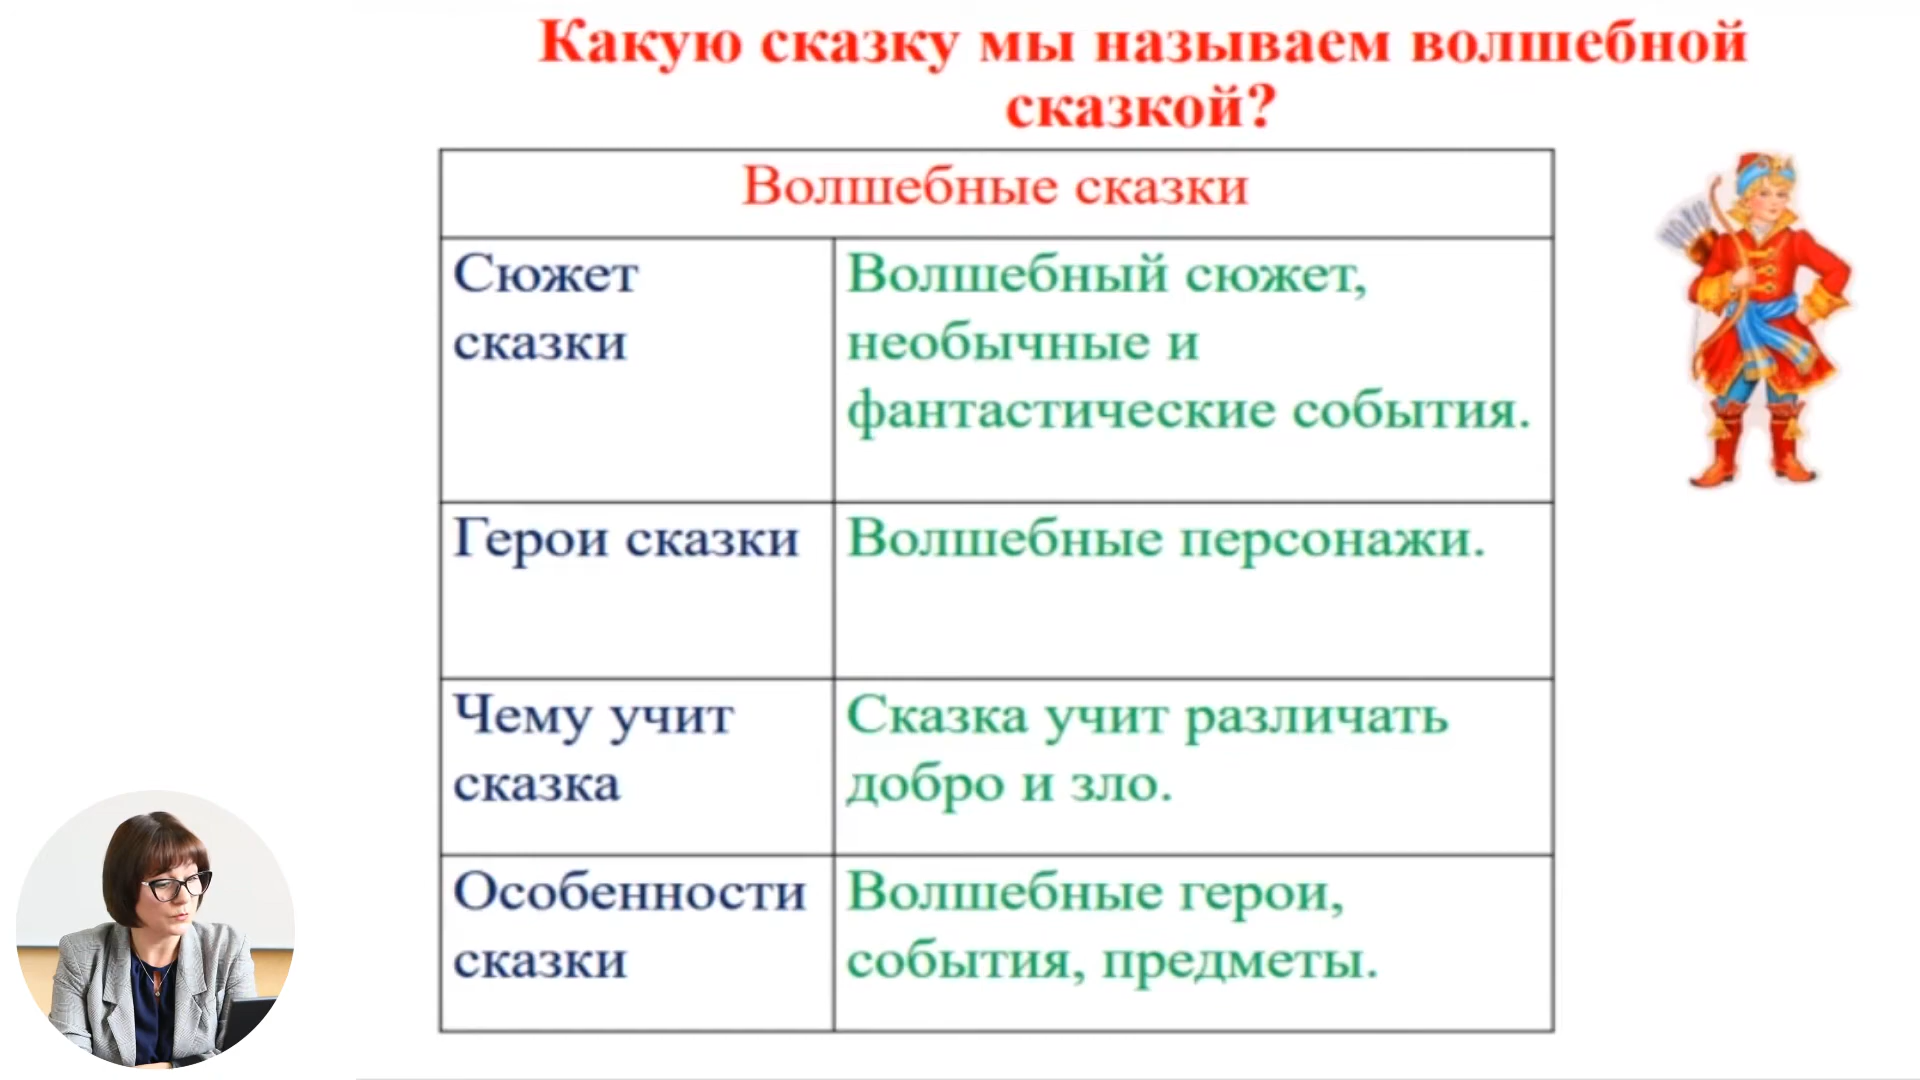 Какую сказку мы называем волшебной
сказкой?
Волшебные сказки
Сюжет
сказки
Волшебный сюжет,
необычные и
фантастические события.
Герои сказки
Волшебные персонажи.
Чему учит
сказка
Сказка учит различать
добро и зло.
Особенности
сказки
Волшебные герои,
события, предметы.